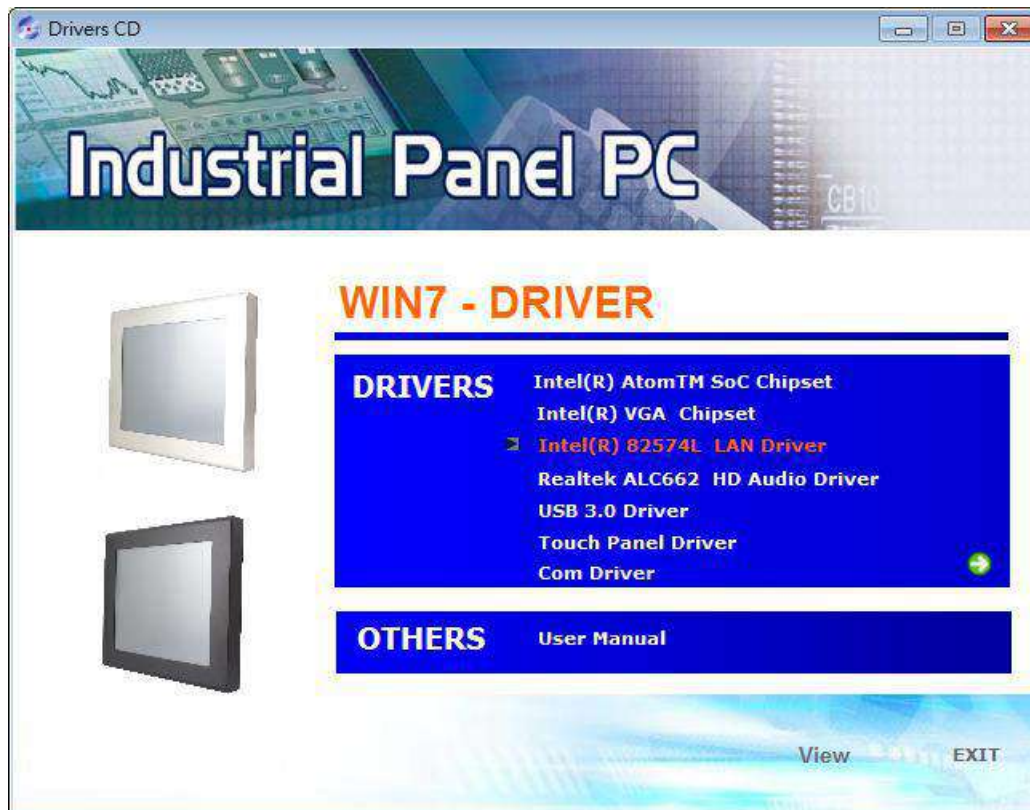 Drivers CD
Industrial Panel PC
CB10
WIN7 - DRIVER
DRIVERS
Intel(R) AtomTM SoC Chipset
Intel(R) VGA Chipset
Intel(R) 82574L LAN Driver
Realtek ALC662 HD Audio Driver
USB 3.0 Driver
Touch Panel Driver
Com Driver
OTHERS
User Manual
View
EXIT